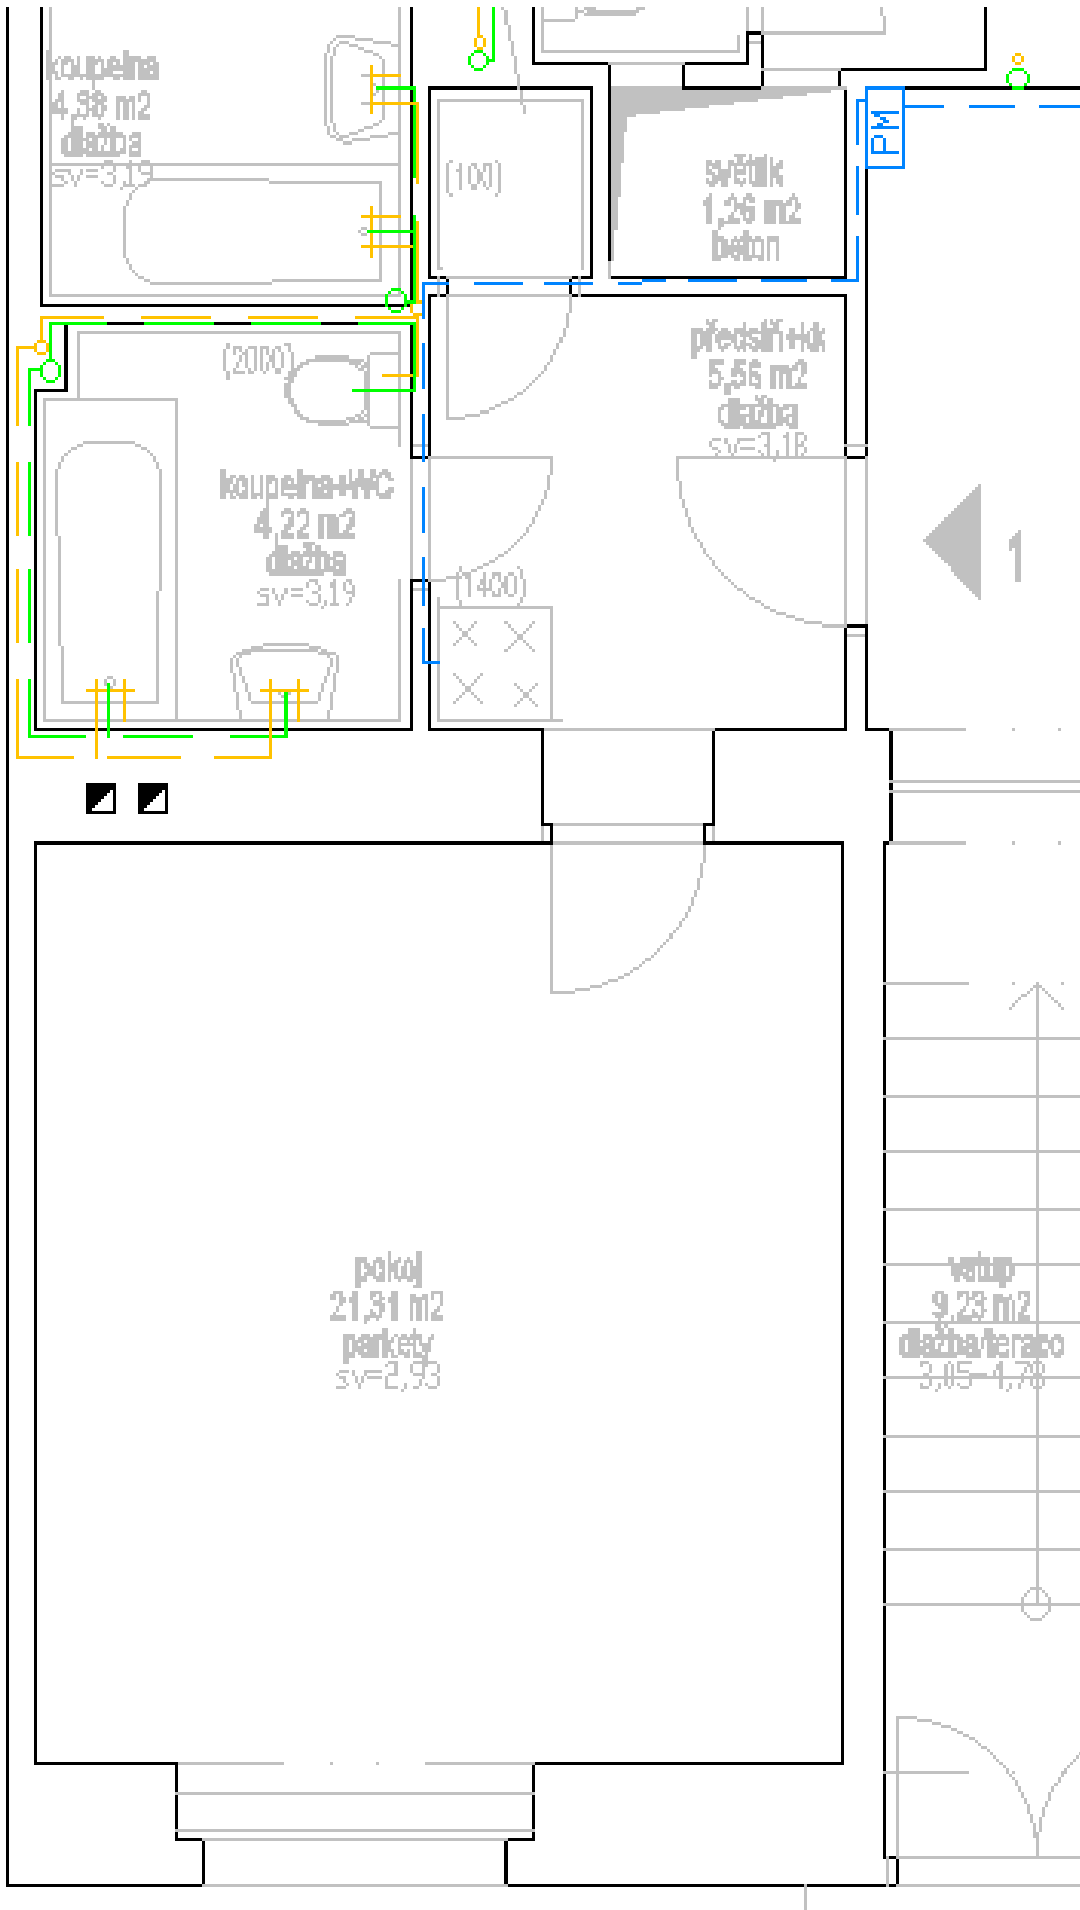 koupelna
4,38 m2
dlažba
sv=3,19
(100)
světlík
1,26 m2
beton
PM
(2000)
předsíň+kk
5,56 m2
dlažba
sv=3,18
koupelna+WC
4,22 m2
dlažba
sv=3,19
(1400)
1
pokoj
21,31 m2
parkety
sv=2,93
vstup
9,23 m2
dlažba/teraco
3,05-4,78